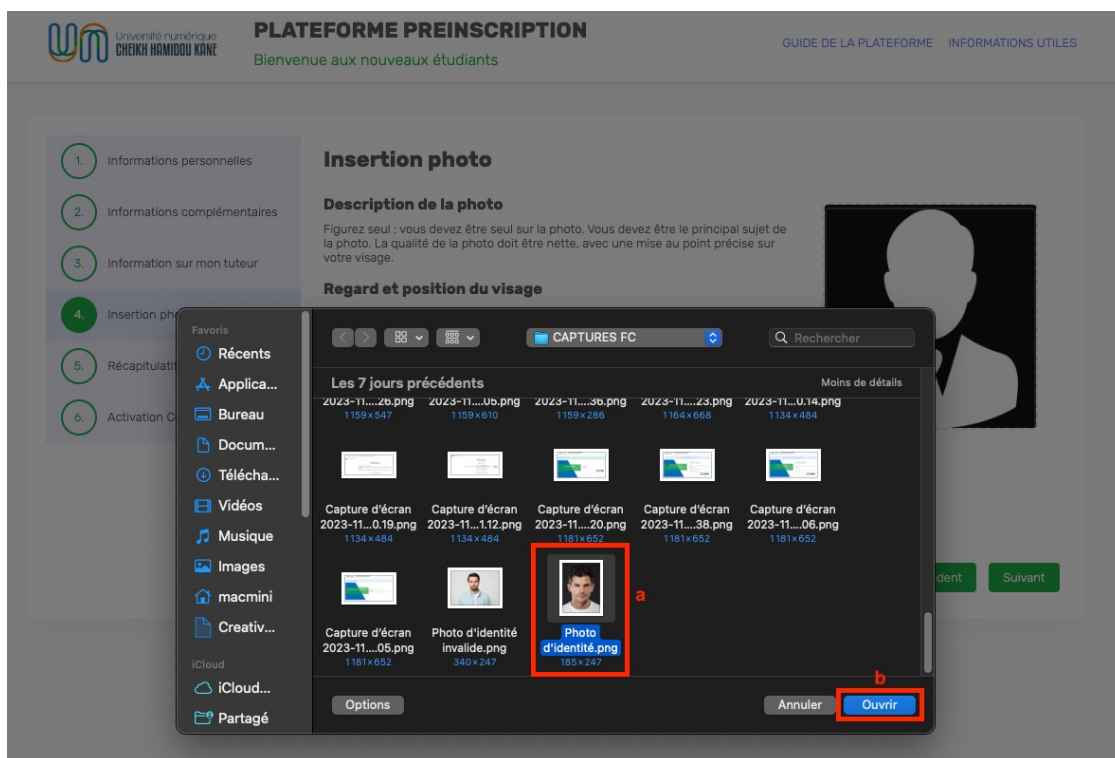 Université numérique
CHEIKH HAMIDOU KANE
PLATEFORME PREINSCRIPTION
Bienvenue aux nouveaux étudiants
GUIDE DE LA PLATEFORME
INFORMATIONS UTILES
1. Informations personnelles
2. Informations complémentaires
3. Information sur mon tuteur
4. Insertion pho
5. Récapitulatif
6. Activation C
Insertion photo
Description de la photo
Figurez seul : vous devez être seul sur la photo. Vous devez être le principal sujet de
la photo. La qualité de la photo doit être nette, avec une mise au point précise sur
votre visage.
Regard et position du visage
Favoris
Récents
Applica...
Bureau
Docum...
Télécha...
Vidéos
Musique
Images
macmini
Creativ...
iCloud
iCloud...
Partagé
CAPTURES FC
Rechercher
Les 7 jours précédents
Moins de détails
2023-11....26.png 2023-11....05.png 2023-11....36.png 2023-11....23.png 2023-11...0.14.png
1159×547 1159×610 1159×286 1164×668 1134×484
Capture d'écran Capture d'écran Capture d'écran Capture d'écran Capture d'écran
2023-11...0.19.png 2023-11...1.12.png 2023-11....20.png 2023-11....38.png 2023-11....06.png
1134×484 1134×484 1181×652 1181×652 1181×652
Capture d'écran Photo d'identité Photo
2023-11....05.png invalide.png d'identité.png
1181×652 340×247 185×247
a
b
Options
Annuler
Ouvrir
dent
Suivant